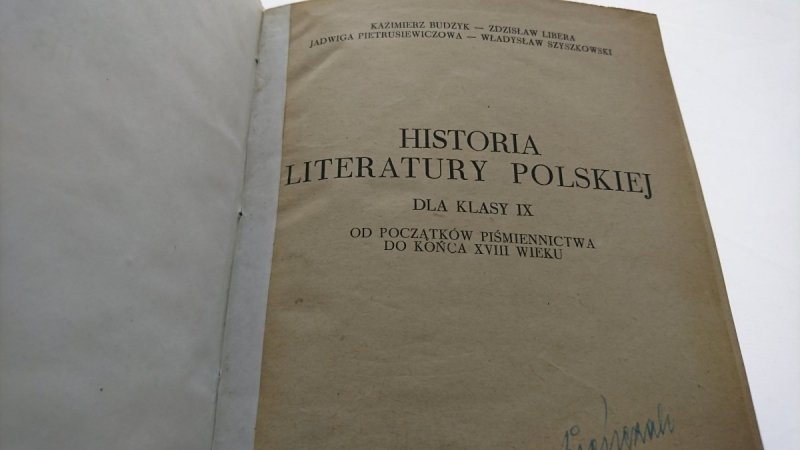 KAZIMIERZ BUDZYK — ZDZISŁAW LIBERA
JADWIGA PIETRUSIEWICZOWA — WŁADYSŁAW SZYSZKOWSKI
HISTORIA
LITERATURY POLSKIEJ
DLA KLASY IX
OD POCZĄTKÓW PIŚMIENNICTWA
DO KOŃCA XVIII WIEKU